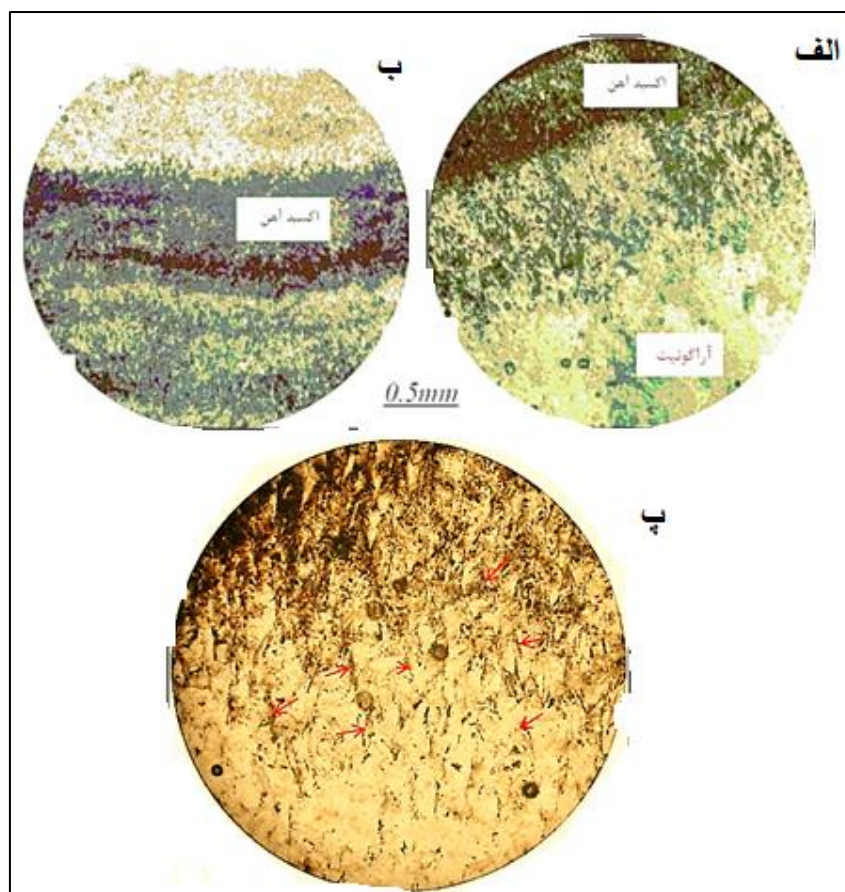 الف
اکسید آهن
آراگونیت
ب
اکسید آهن
0.5mm
پ